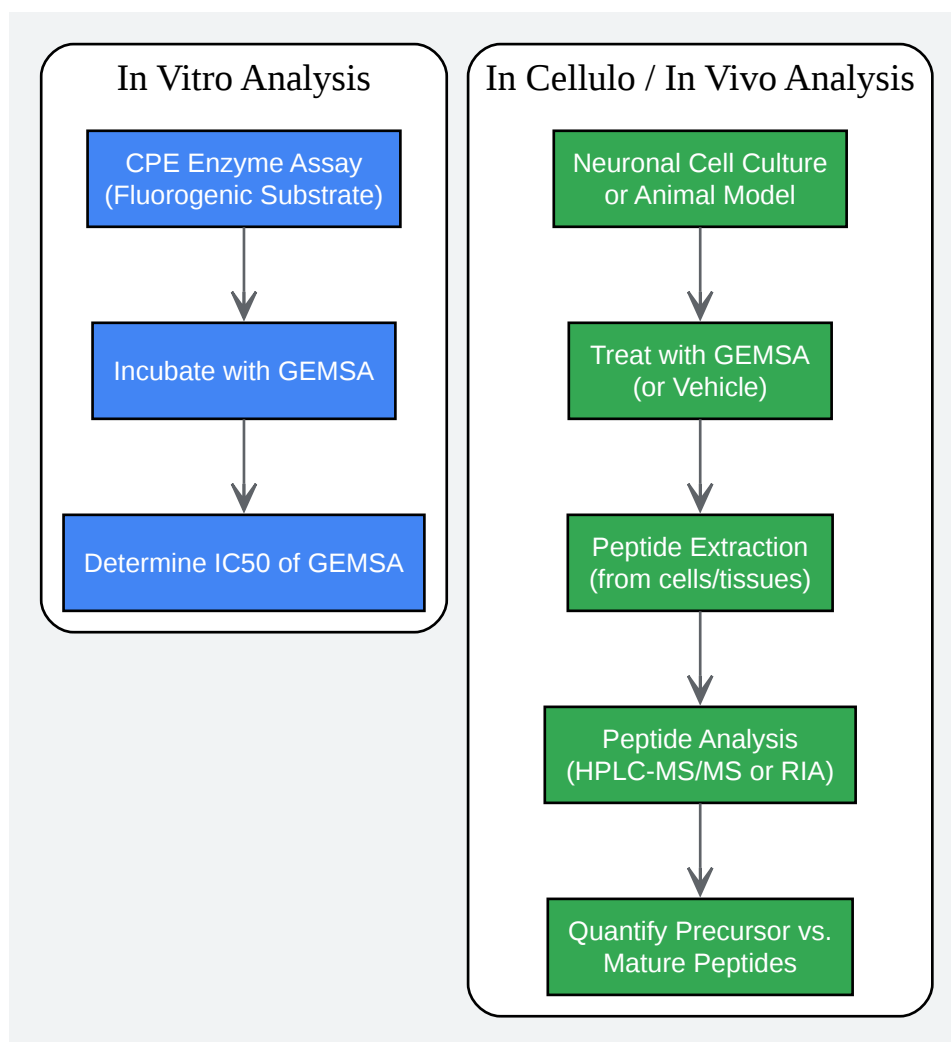 In Vitro Analysis
CPE Enzyme Assay
(Fluorogenic Substrate)
Incubate with GEMSA
Determine IC50 of GEMSA
In Cellulo / In Vivo Analysis
Neuronal Cell Culture
or Animal Model
Treat with GEMSA
(or Vehicle)
Peptide Extraction
(from cells/tissues)
Peptide Analysis
(HPLC-MS/MS or RIA)
Quantify Precursor vs.
Mature Peptides